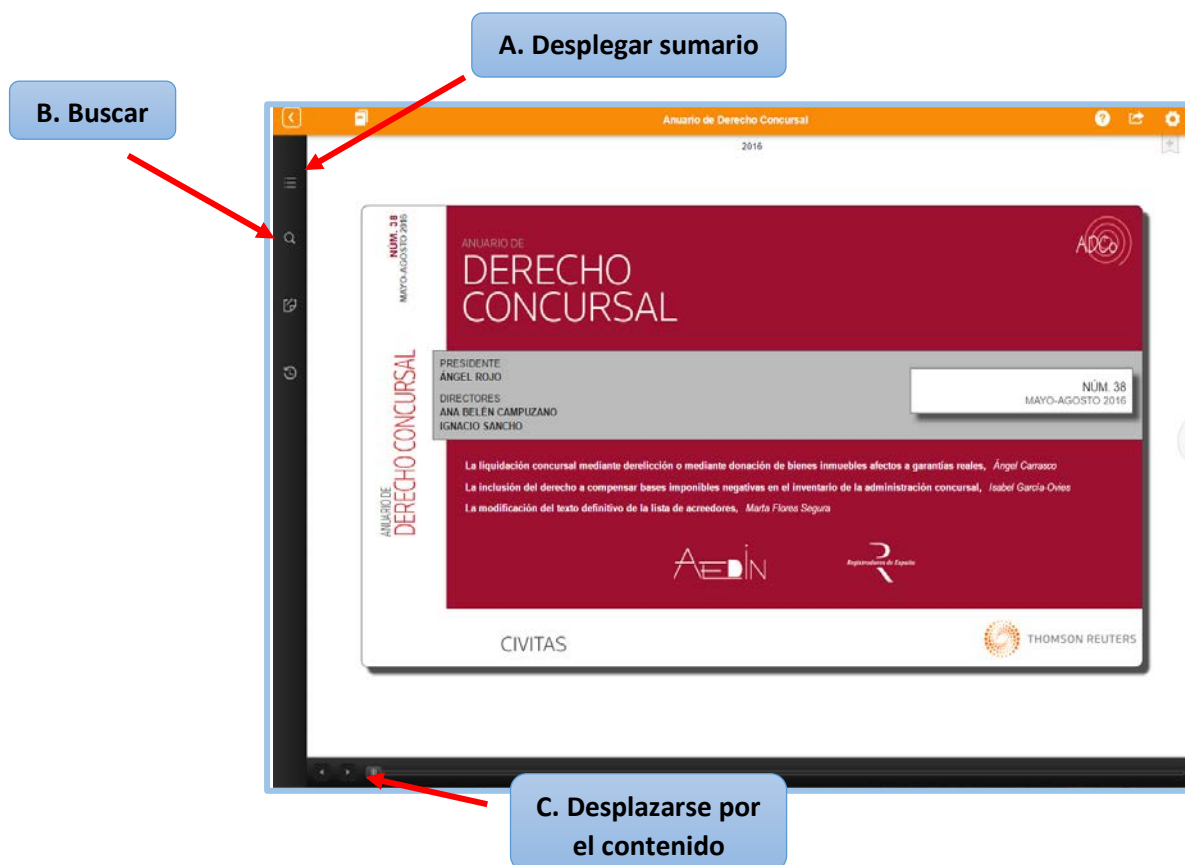 A. Desplegar sumario
B. Buscar
Anuario de Derecho Concursal
2016
NÚM. 38
MAYO-AGOSTO 2016
ANUARIO DE
DERECHO CONCURSAL
ANUARIO DE
DERECHO
CONCURSAL
ADCo
PRESIDENTE
ÁNGEL ROJO
DIRECTORES
ANA BELÉN CAMPUZANO
IGNACIO SANCHO
NÚM. 38
MAYO-AGOSTO 2016
La liquidación concursal mediante derelicción o mediante donación de bienes inmuebles afectos a garantías reales, Ángel Carrasco
La inclusión del derecho a compensar bases imponibles negativas en el inventario de la administración concursal, Isabel García-Ovies
La modificación del texto definitivo de la lista de acreedores, Marta Flores Segura
AEDIN
Registradores de España
CIVITAS
THOMSON REUTERS
C. Desplazarse por
el contenido